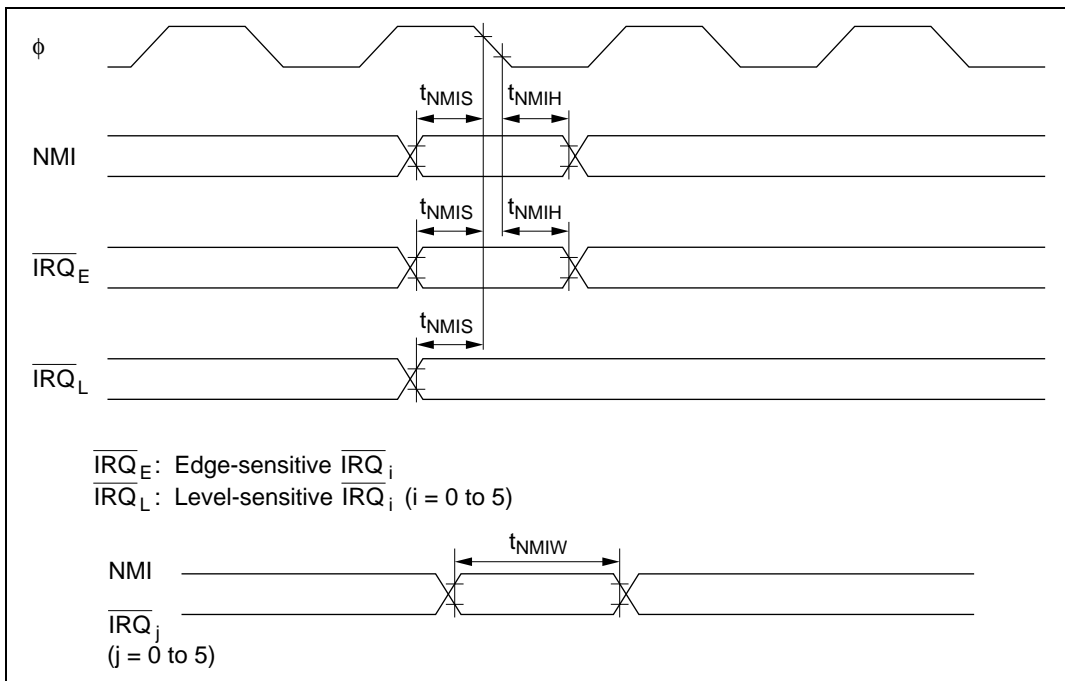 ϕ
tNMIS tNMIH
NMI
tNMIS tNMIH
IRQE
tNMIS
IRQL
IRQE: Edge-sensitive IRQi
IRQL: Level-sensitive IRQi (i = 0 to 5)
tNMIW
NMI
IRQj
(j = 0 to 5)